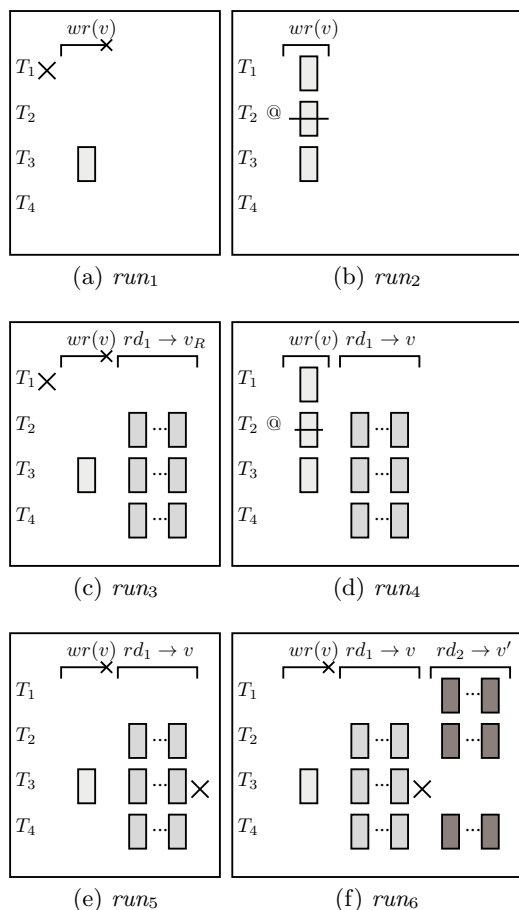 wr(v) wr(v)
T₁ T₁
T₂ T₂ @
T₃ T₃
T₄ T₄
(a) run₁ (b) run₂
wr(v) rd₁ → v_R wr(v) rd₁ → v
T₁ T₁
T₂ ... T₂ @ ...
T₃ ... T₃ ...
T₄ ... T₄ ...
(c) run₃ (d) run₄
wr(v) rd₁ → v wr(v) rd₁ → v rd₂ → v'
T₁ T₁ ...
T₂ ... T₂ ... ...
T₃ ... T₃ ...
T₄ ... T₄ ... ...
(e) run₅ (f) run₆